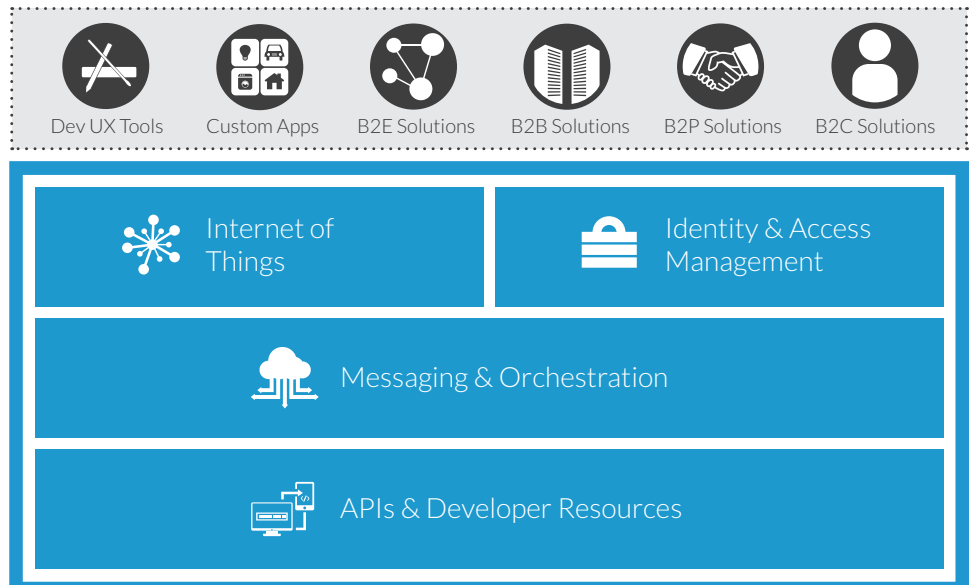 Dev UX Tools
Custom Apps
B2E Solutions
B2B Solutions
B2P Solutions
B2C Solutions
Internet of
Things
Identity & Access
Management
Messaging & Orchestration
APIs & Developer Resources